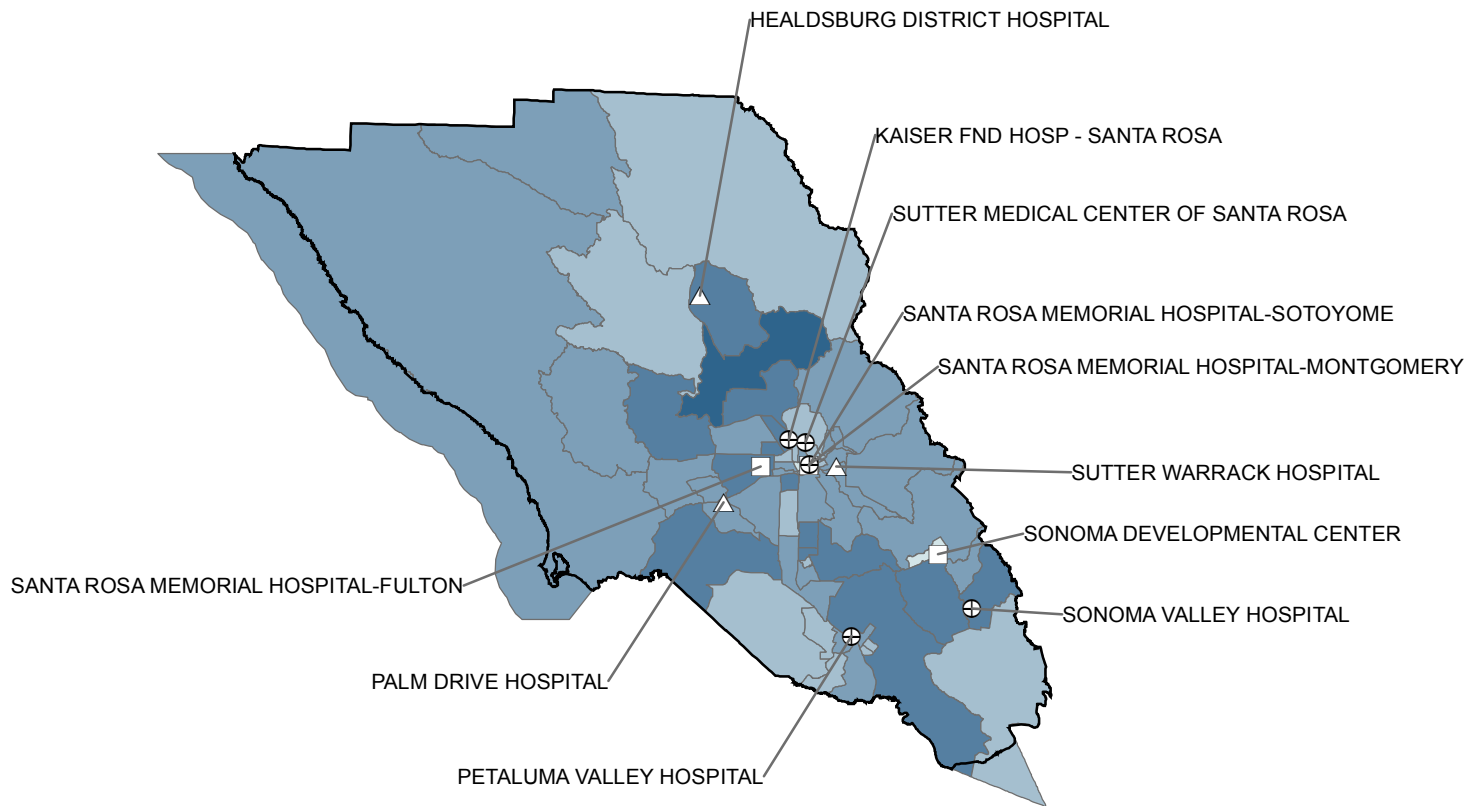 HEALDSBURG DISTRICT HOSPITAL
KAISER FND HOSP - SANTA ROSA
SUTTER MEDICAL CENTER OF SANTA ROSA
SANTA ROSA MEMORIAL HOSPITAL-SOTOYOME
SANTA ROSA MEMORIAL HOSPITAL-MONTGOMERY
SUTTER WARRACK HOSPITAL
SONOMA DEVELOPMENTAL CENTER
SANTA ROSA MEMORIAL HOSPITAL-FULTON
SONOMA VALLEY HOSPITAL
PALM DRIVE HOSPITAL
PETALUMA VALLEY HOSPITAL